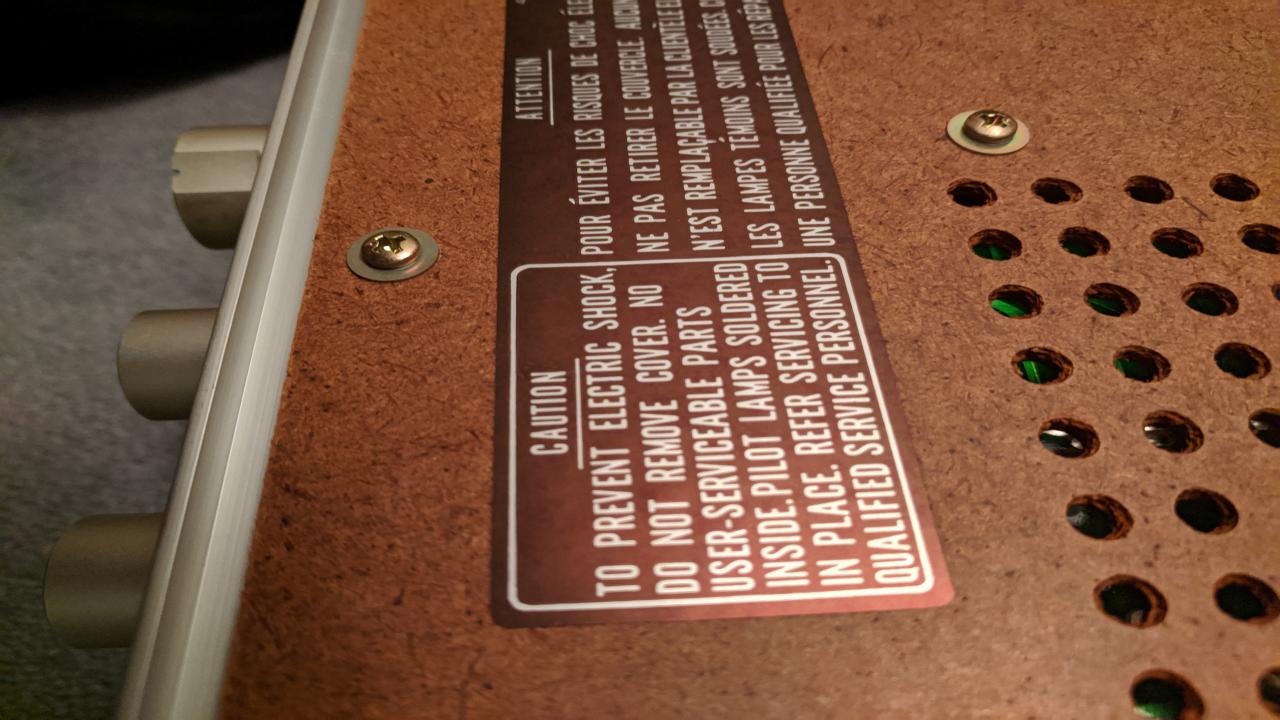 CAUTION
TO PREVENT ELECTRIC SHOCK,
DO NOT REMOVE COVER. NO
USER-SERVICEABLE PARTS
INSIDE. PILOT LAMPS SOLDERED
IN PLACE. REFER SERVICING TO
QUALIFIED SERVICE PERSONNEL.
ATTENTION
POUR ÉVITER LES RISQUES DE CHOC
NE PAS RETIRER LE COUVERCLE
N'EST REMPLAÇABLE PAR LA CLIENTÈLE
LES LAMPES TÉMOINS SONT SOUDÉES
UNE PERSONNE QUALIFIÉE POUR LES